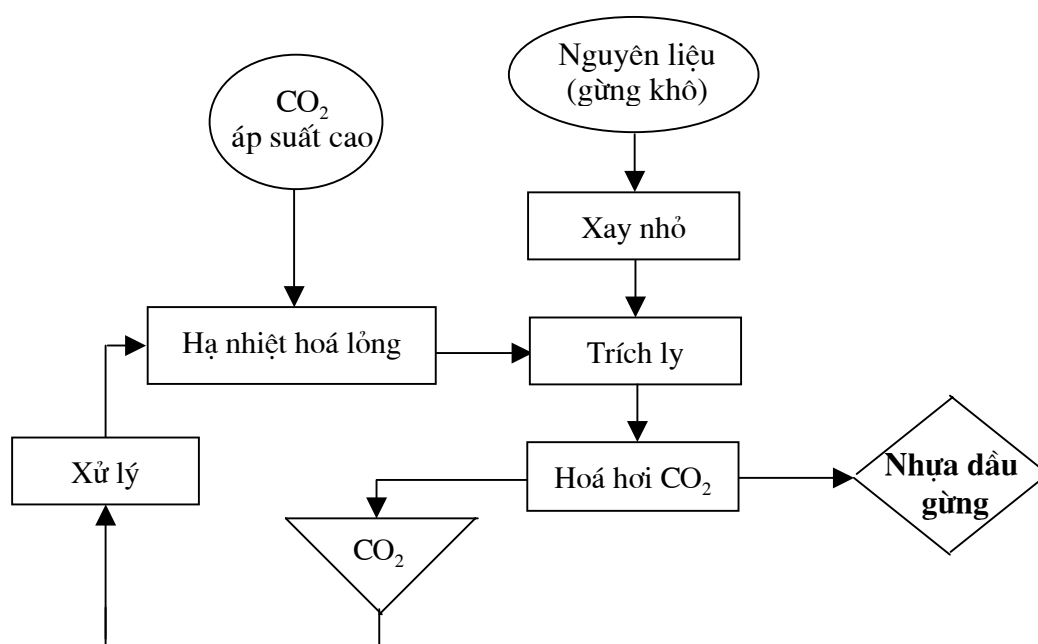 Nguyên liệu
(gừng khô)
CO₂
áp suất cao
Xay nhỏ
Hạ nhiệt hoá lỏng
Trích ly
Xử lý
Hoá hơi CO₂
Nhựa dầu
gừng
CO₂